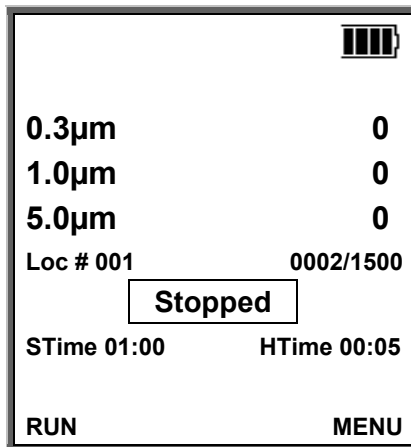 0.3µm 0
1.0µm 0
5.0µm 0
Loc # 001 0002/1500
Stopped
STime 01:00 HTime 00:05
RUN MENU